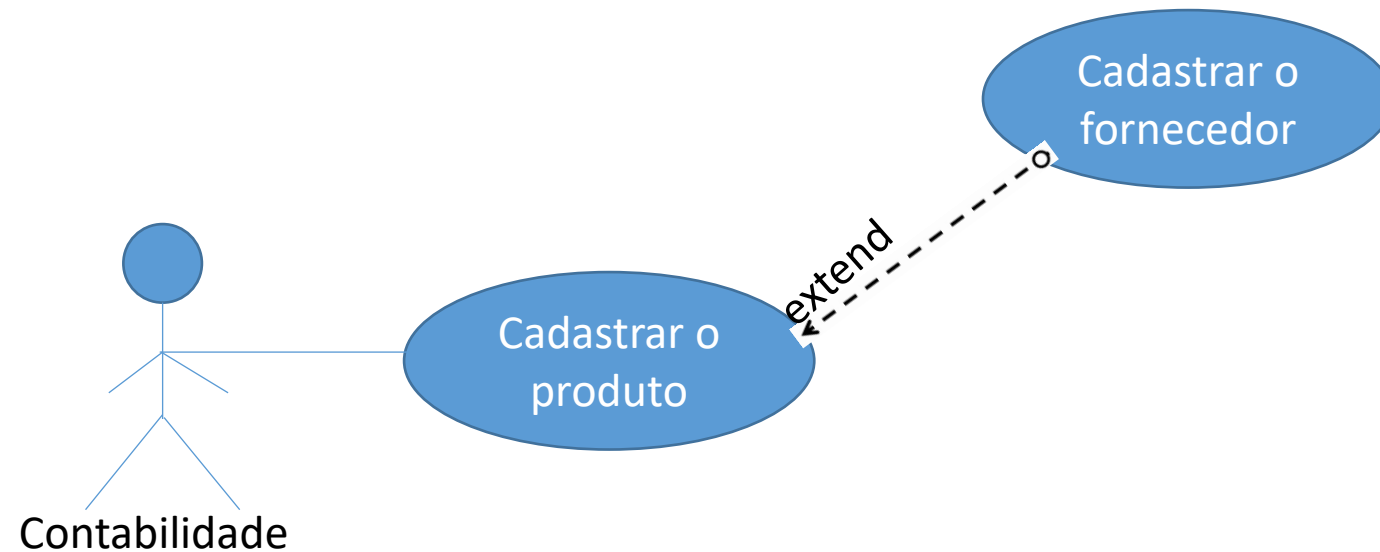 Cadastrar o
fornecedor
extend
Cadastrar o
produto
Contabilidade